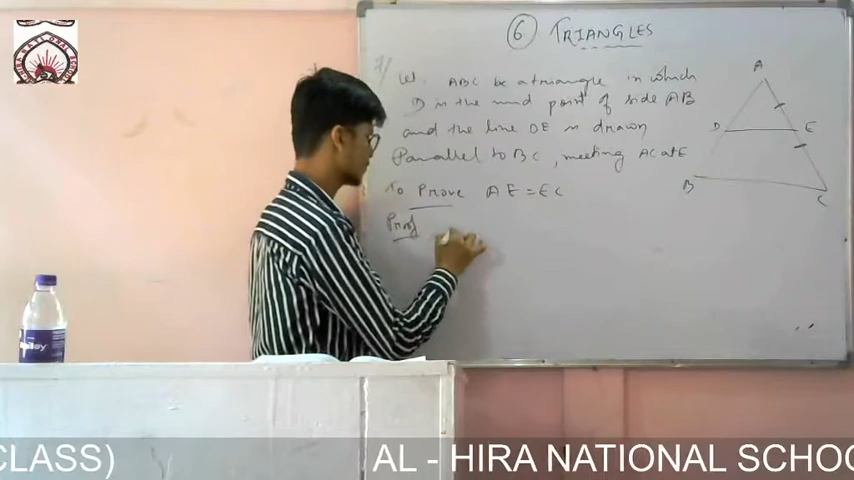 6 TRIANGLES
7/
ABC be a triangle in which
D is the mid point of side AB
and the line DE is drawn
Parallel to BC, meeting AC at E
To Prove AE = EC
Proof
A
D
E
B
C
CLASS)
AL - HIRA NATIONAL SCHOO